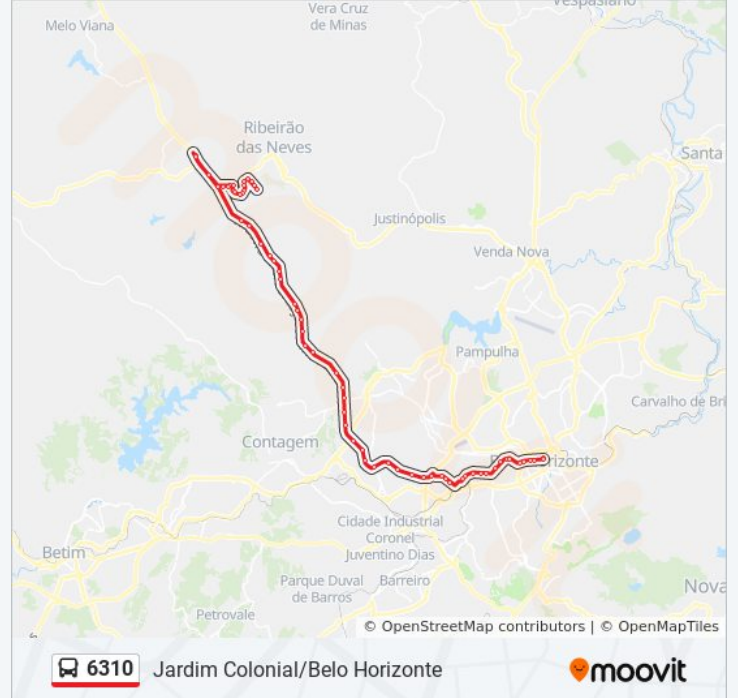 Vera Cruz
de Minas
Vespasiano
Melo Viana
Ribeirão
das Neves
Santa
Justinópolis
Venda Nova
Pampulha
Carvalho de Bri
Contagem
rizonte
Cidade Industrial
Coronel
Juventino Dias
Betim
Parque Duval
de Barros
Barreiro
Nova
Petrovale
© OpenStreetMap contributors | © OpenMapTiles
6310 Jardim Colonial/Belo Horizonte
moovit